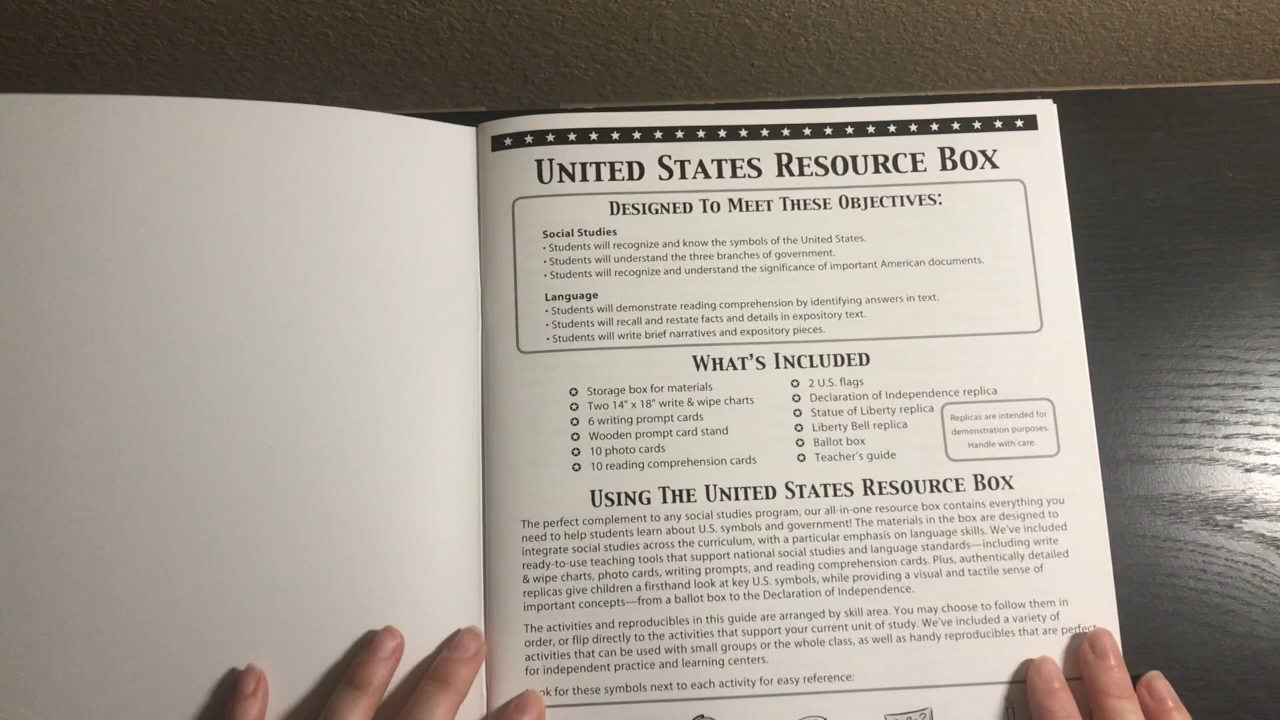 UNITED STATES RESOURCE BOX
DESIGNED TO MEET THESE OBJECTIVES:
Social Studies
• Students will recognize and know the symbols of the United States.
• Students will understand the three branches of government.
• Students will recognize and understand the significance of important American documents.
Language
• Students will demonstrate reading comprehension by identifying answers in text.
• Students will recall and restate facts and details in expository text.
• Students will write brief narratives and expository pieces.
WHAT'S INCLUDED
Storage box for materials
Two 14" x 18" write & wipe charts
6 writing prompt cards
Wooden prompt card stand
10 photo cards
10 reading comprehension cards
2 U.S. flags
Declaration of Independence replica
Statue of Liberty replica
Liberty Bell replica
Ballot box
Teacher's guide
Replicas are intended for
demonstration purposes.
Handle with care.
USING THE UNITED STATES RESOURCE BOX
The perfect complement to any social studies program, our all-in-one resource box contains everything you
need to help students learn about U.S. symbols and government! The materials in the box are designed to
integrate social studies across the curriculum, with a particular emphasis on language skills. We've included
ready-to-use teaching tools that support national social studies and language standards—including write
& wipe charts, photo cards, writing prompts, and reading comprehension cards. Plus, authentically detailed
replicas give children a firsthand look at key U.S. symbols, while providing a visual and tactile sense of
important concepts—from a ballot box to the Declaration of Independence.
The activities and reproducibles in this guide are arranged by skill area. You may choose to follow them in
order, or flip directly to the activities that support your current unit of study. We've included a variety of
activities that can be used with small groups or the whole class, as well as handy reproducibles that are perfect
for independent practice and learning centers.
ok for these symbols next to each activity for easy reference: